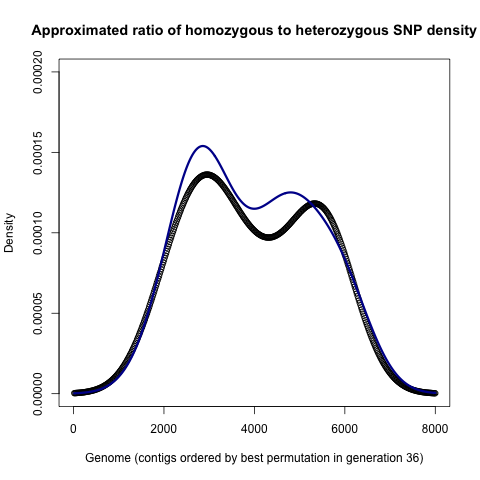 Approximated ratio of homozygous to heterozygous SNP density
0.00020
0.00015
0.00010
0.00005
0.00000
Density
0 2000 4000 6000 8000
Genome (contigs ordered by best permutation in generation 36)